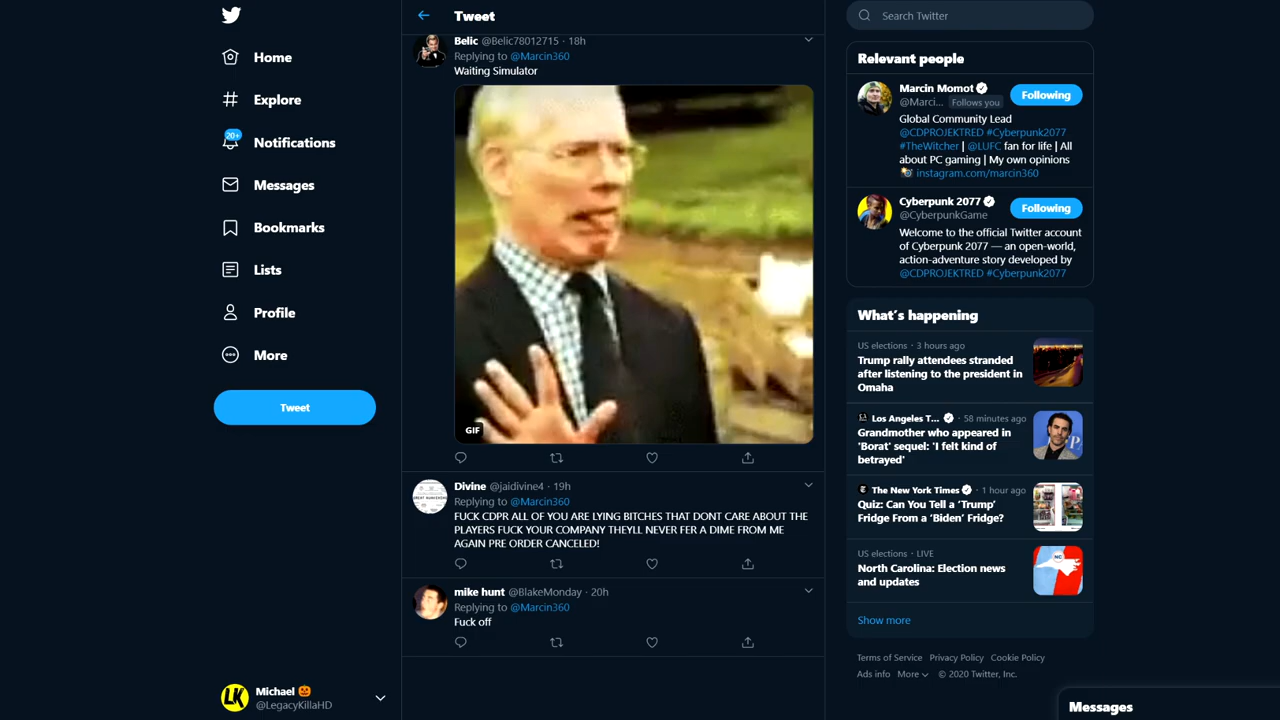 Home
Explore
20+
Notifications
Messages
Bookmarks
Lists
Profile
More
Tweet
Michael 🎃
@LegacyKillaHD
Tweet
Belic @Belic78012715 · 18h
Replying to @Marcin360
Waiting Simulator
GIF
Divine @jaidivine4 · 19h
Replying to @Marcin360
FUCK CDPR ALL OF YOU ARE LYING BITCHES THAT DONT CARE ABOUT THE
PLAYERS FUCK YOUR COMPANY THEYLL NEVER FER A DIME FROM ME
AGAIN PRE ORDER CANCELED!
mike hunt @BlakeMonday · 20h
Replying to @Marcin360
Fuck off
Search Twitter
Relevant people
Marcin Momot
@Marci... Follows you
Following
Global Community Lead
@CDPROJEKTRED #Cyberpunk2077
#TheWitcher | @LUFC fan for life | All
about PC gaming | My own opinions
📸 instagram.com/marcin360
Cyberpunk 2077
@CyberpunkGame
Following
Welcome to the official Twitter account
of Cyberpunk 2077 — an open-world,
action-adventure story developed by
@CDPROJEKTRED #Cyberpunk2077
What's happening
US elections · 3 hours ago
Trump rally attendees stranded
after listening to the president in
Omaha
Los Angeles T... · 58 minutes ago
Grandmother who appeared in
'Borat' sequel: 'I felt kind of
betrayed'
The New York Times · 1 hour ago
Quiz: Can You Tell a 'Trump'
Fridge From a 'Biden' Fridge?
US elections · LIVE
North Carolina: Election news
and updates
NC
Show more
Terms of Service Privacy Policy Cookie Policy
Ads info More © 2020 Twitter, Inc.
Messages